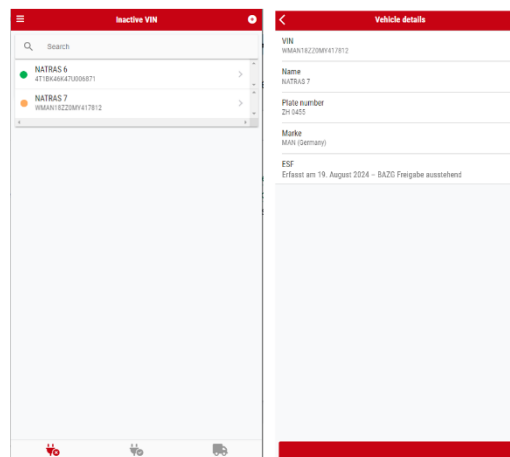 Inactive VIN
Search
NATRAS 6
4T1BK46K47U006871
NATRAS 7
WMAN18ZZ0MY417812
Vehicle details
VIN
WMAN18ZZ0MY417812
Name
NATRAS 7
Plate number
ZH 0455
Marke
MAN (Germany)
ESF
Erfasst am 19. August 2024 – BAZG Freigabe ausstehend